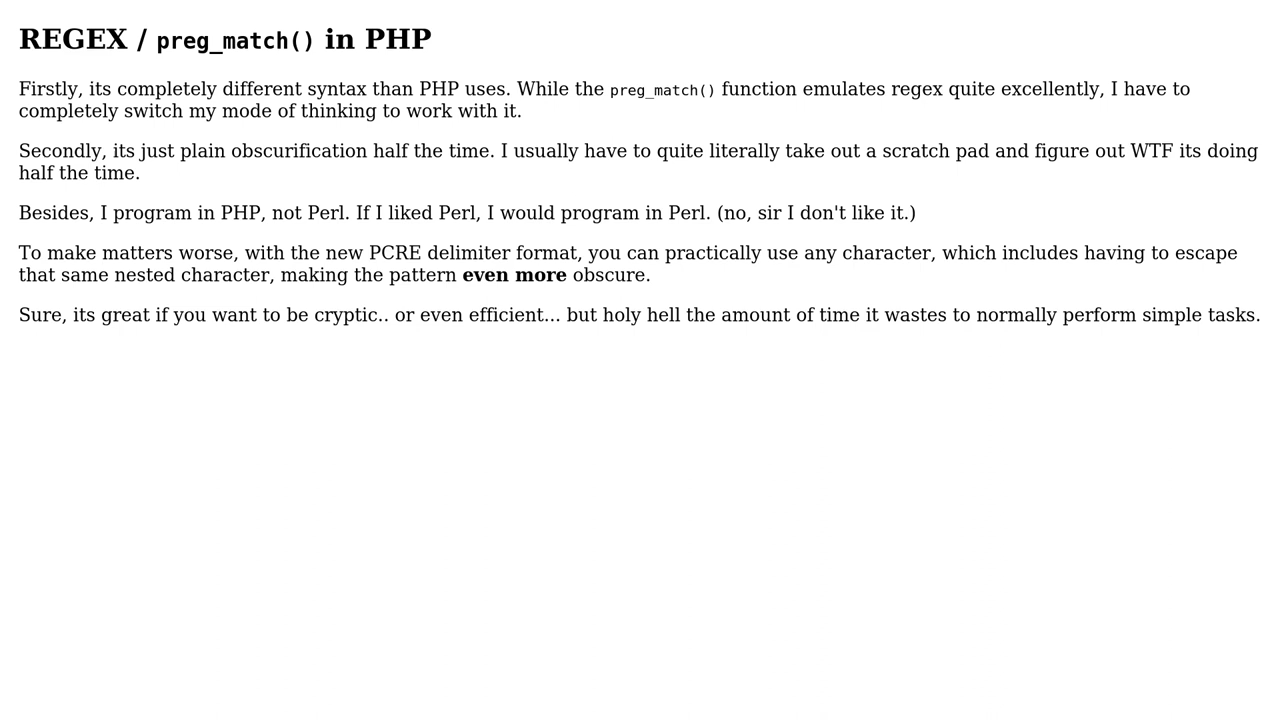 REGEX / preg_match() in PHP
Firstly, its completely different syntax than PHP uses. While the preg_match() function emulates regex quite excellently, I have to
completely switch my mode of thinking to work with it.
Secondly, its just plain obscurification half the time. I usually have to quite literally take out a scratch pad and figure out WTF its doing
half the time.
Besides, I program in PHP, not Perl. If I liked Perl, I would program in Perl. (no, sir I don't like it.)
To make matters worse, with the new PCRE delimiter format, you can practically use any character, which includes having to escape
that same nested character, making the pattern even more obscure.
Sure, its great if you want to be cryptic.. or even efficient... but holy hell the amount of time it wastes to normally perform simple tasks.